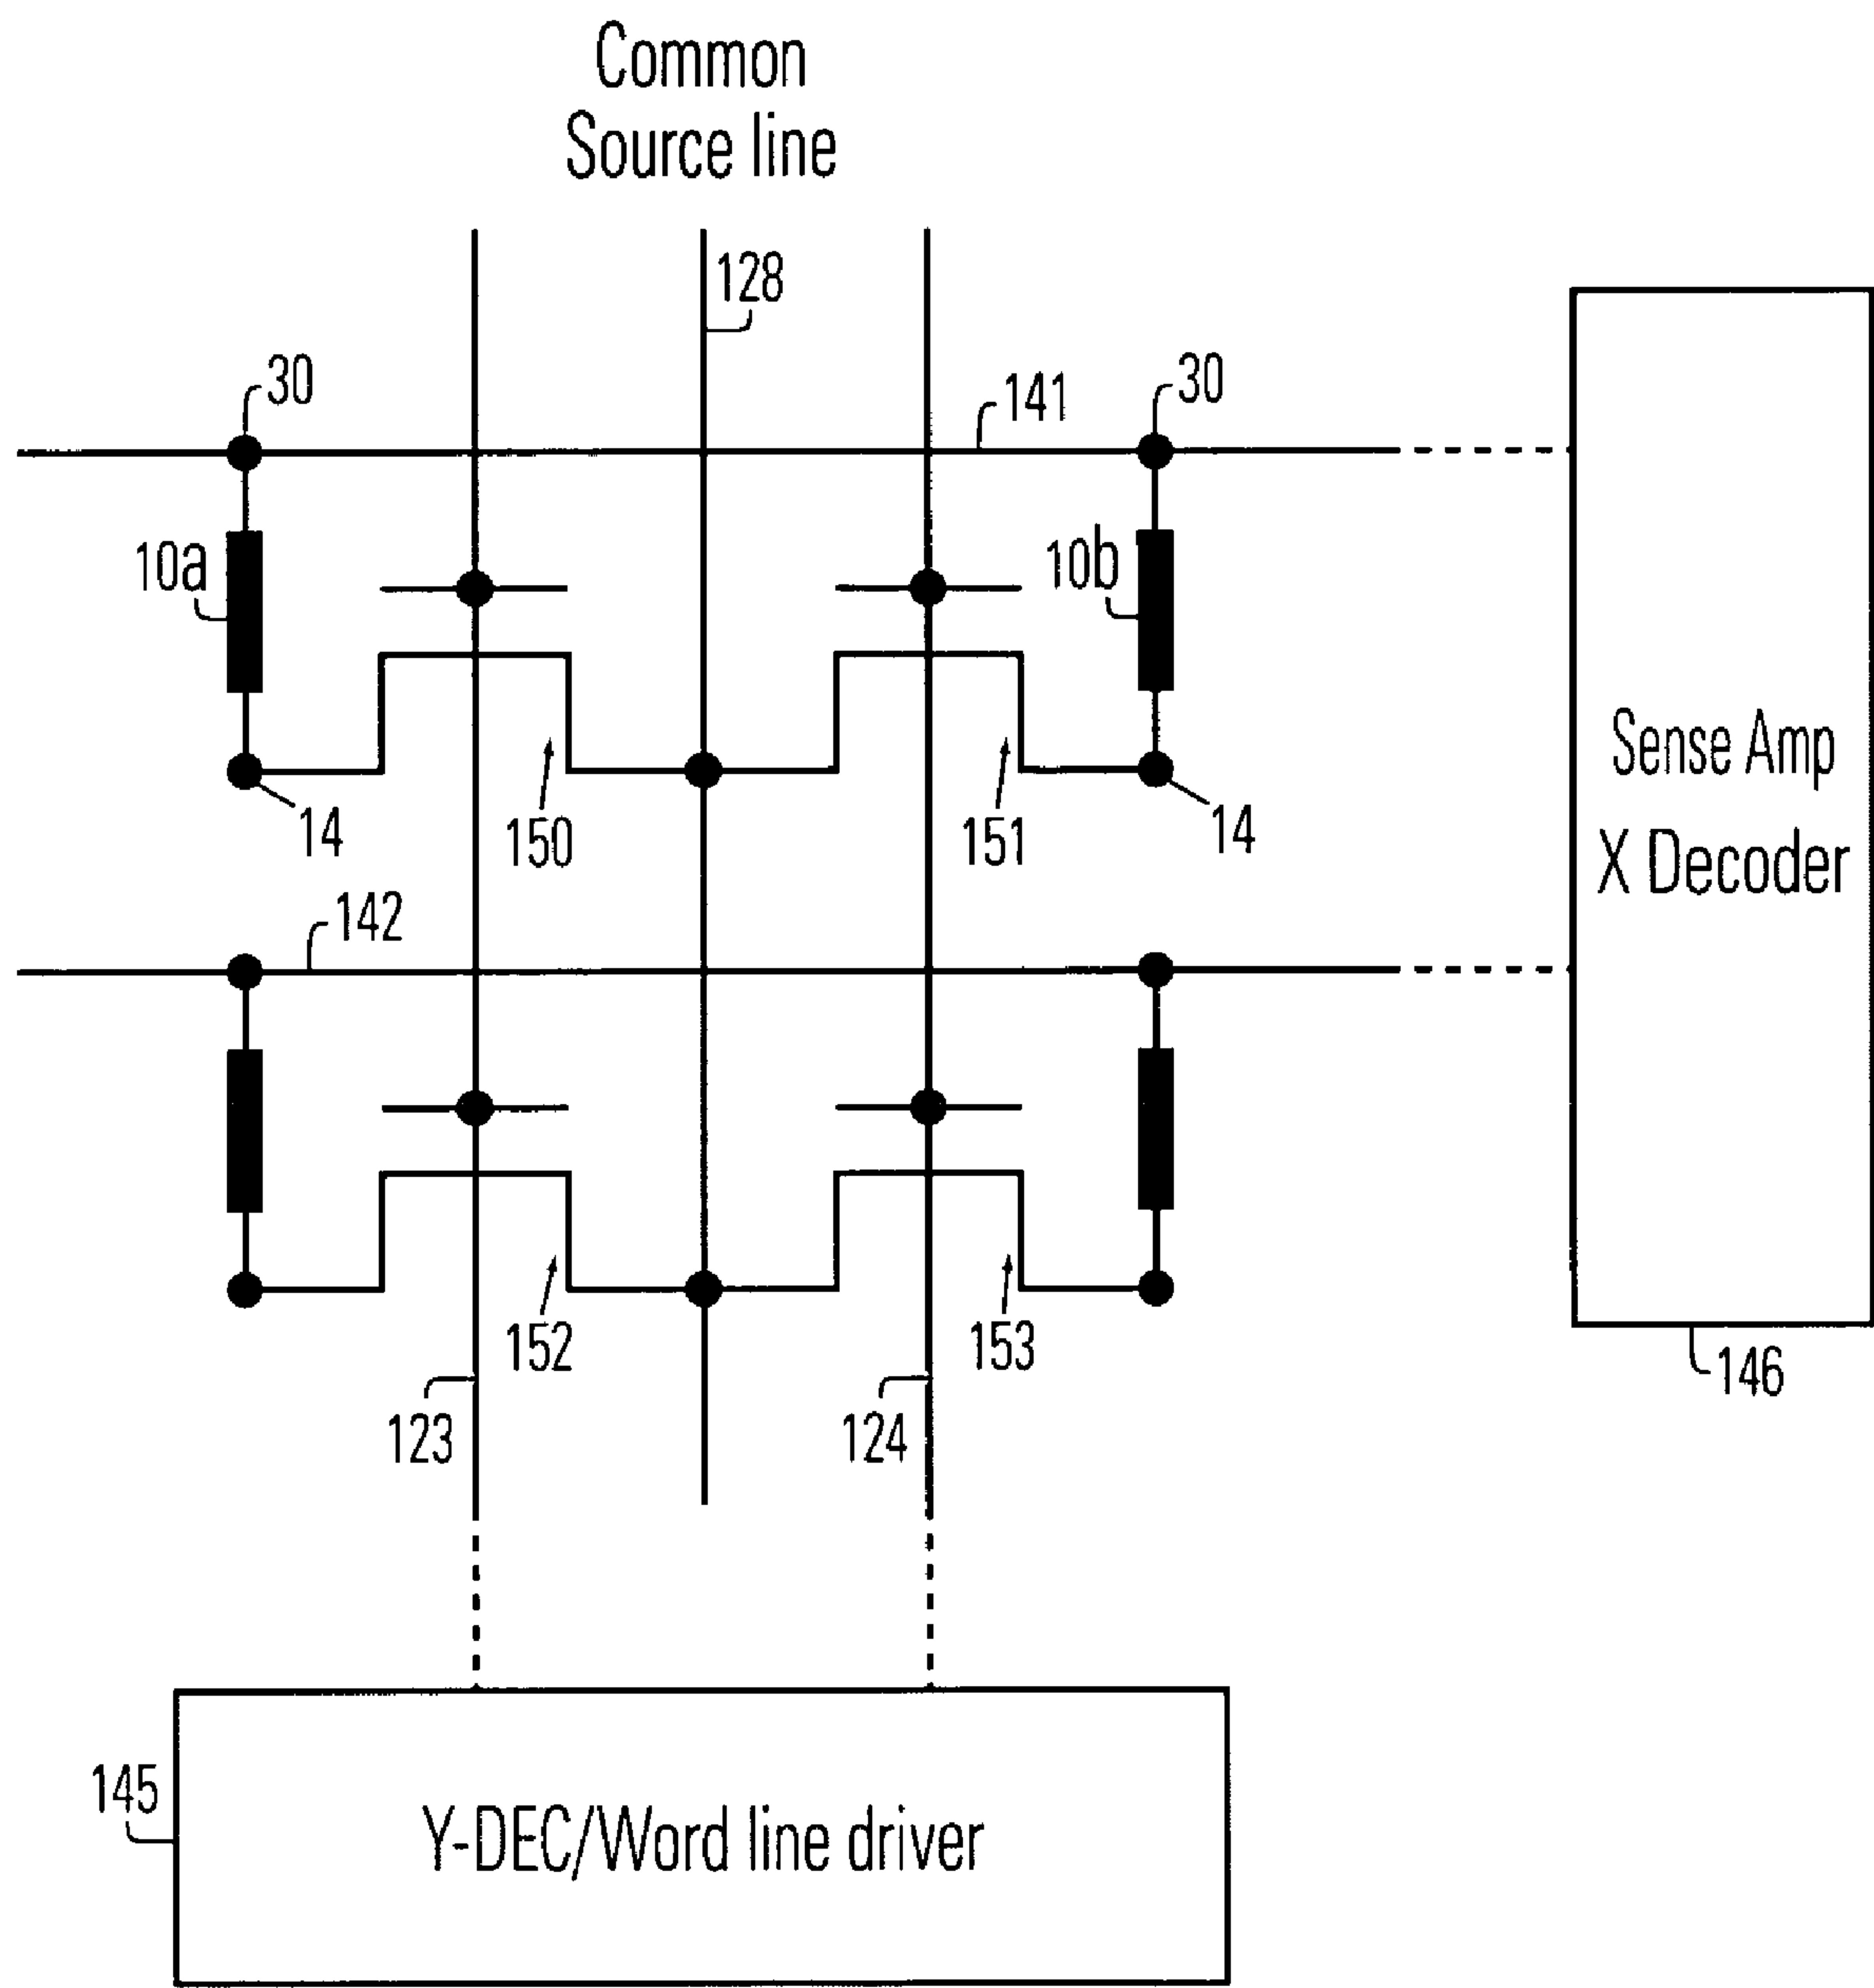 Common
Source line
128
30
141
30
10a
10b
14
150
151
14
Sense Amp
X Decoder
142
152
153
146
123
124
145
Y-DEC/Word line driver